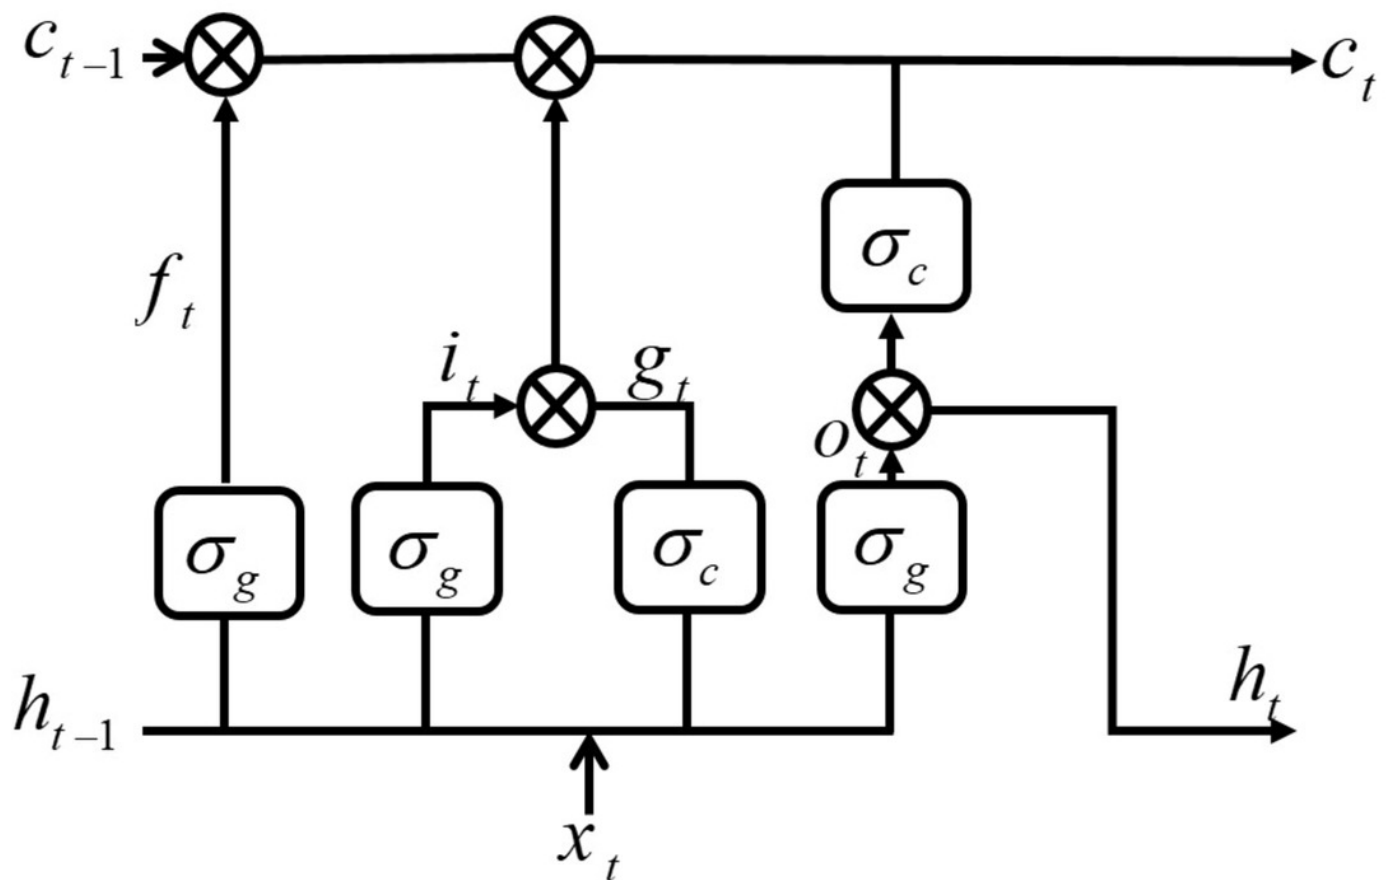 c_{t-1}
c_t
σ_c
f_t
i_t
g_t
o_t
σ_g
σ_g
σ_c
σ_g
h_{t-1}
h_t
x_t